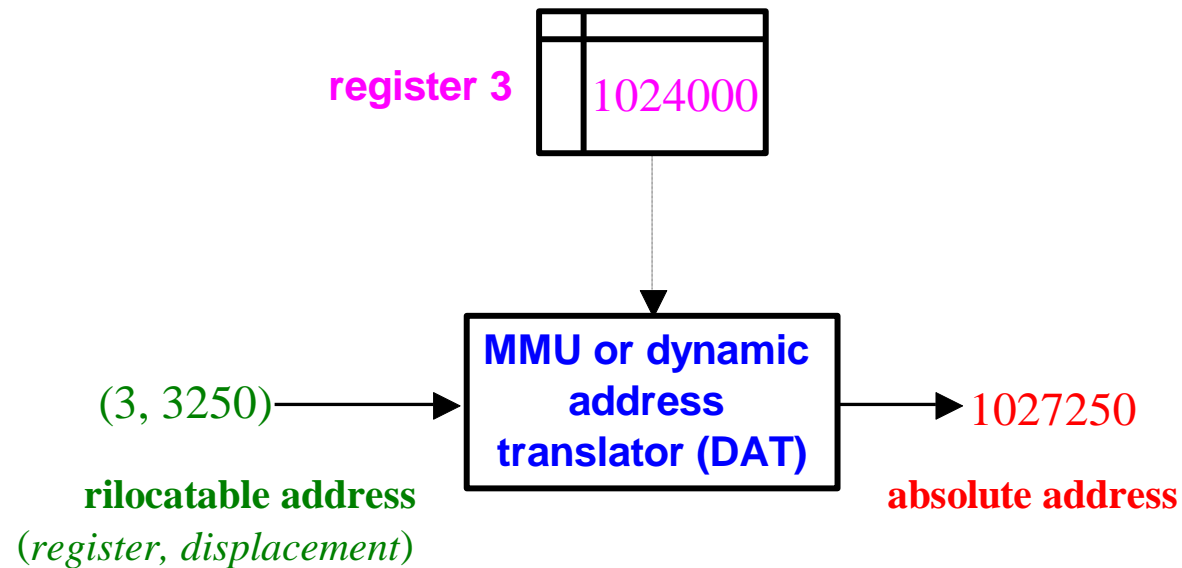 register 3
1024000
MMU or dynamic
address
translator (DAT)
(3, 3250)
1027250
rilocatable address
(register, displacement)
absolute address